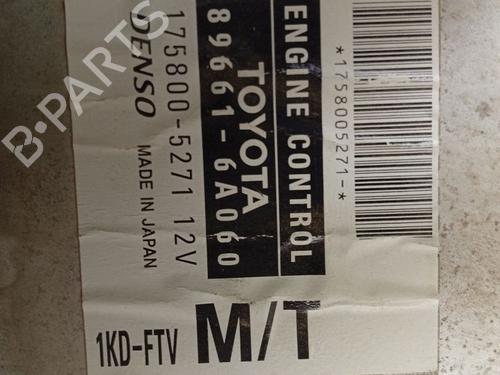 ENGINE CONTROL
*1758005271-*
TOYOTA
89661-6A060
175800-5271 12V
DENSO MADE IN JAPAN
1KD-FTV M/T
B-PARTS